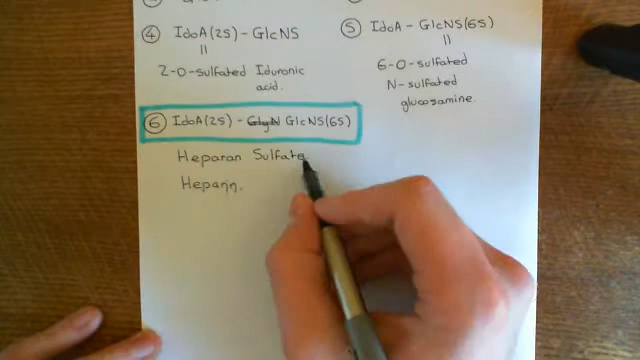 ④ IdoA(2S) - GlcNS
2-O-sulfated Iduronic
acid.
⑤ IdoA - GlcNS(6S)
6-O-sulfated
N-sulfated
glucosamine.
⑥ IdoA(2S) - GlyN GlcNS(6S)
Heparan Sulfate
Heparin.